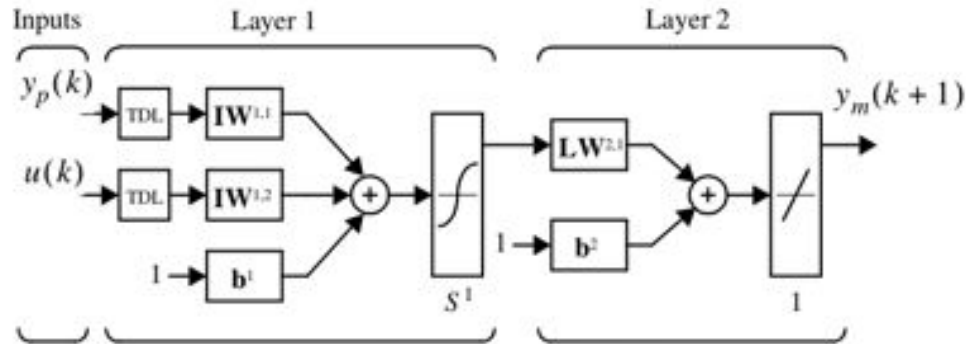 Inputs
Layer 1
Layer 2
y_p(k)
TDL
IW^{1,1}
y_m(k+1)
LW^{2,1}
u(k)
TDL
IW^{1,2}
+
+
1
b^1
1
b^2
S^1
1